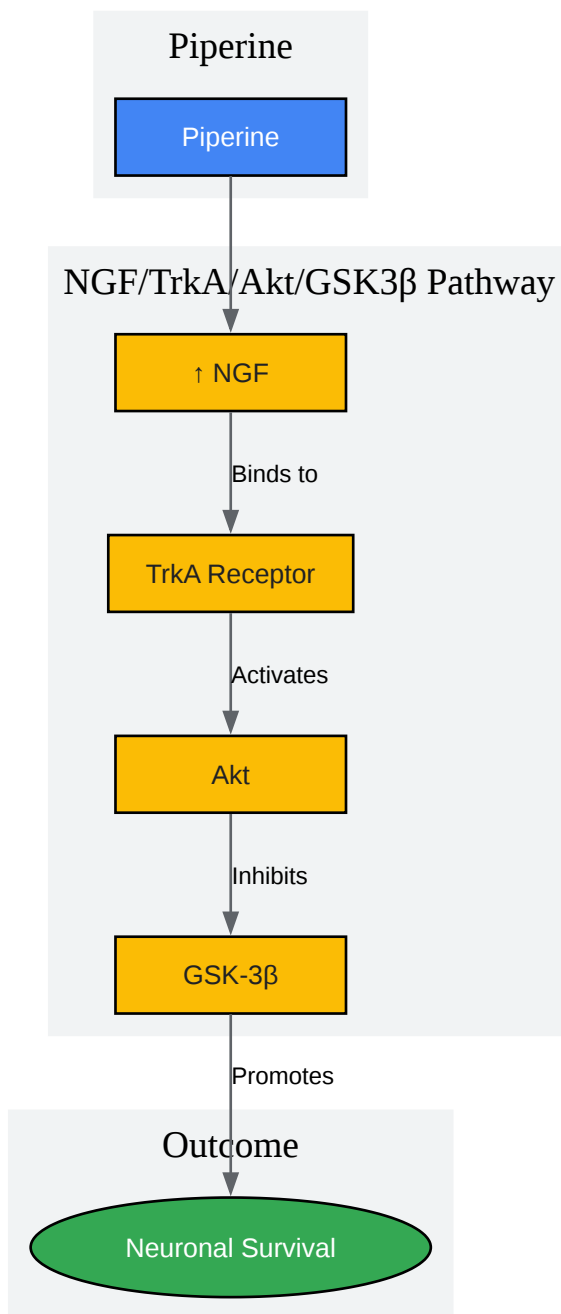 Piperine
Piperine
NGF/TrkA/Akt/GSK3β Pathway
↑ NGF
Binds to
TrkA Receptor
Activates
Akt
Inhibits
GSK-3β
Promotes
Outcome
Neuronal Survival